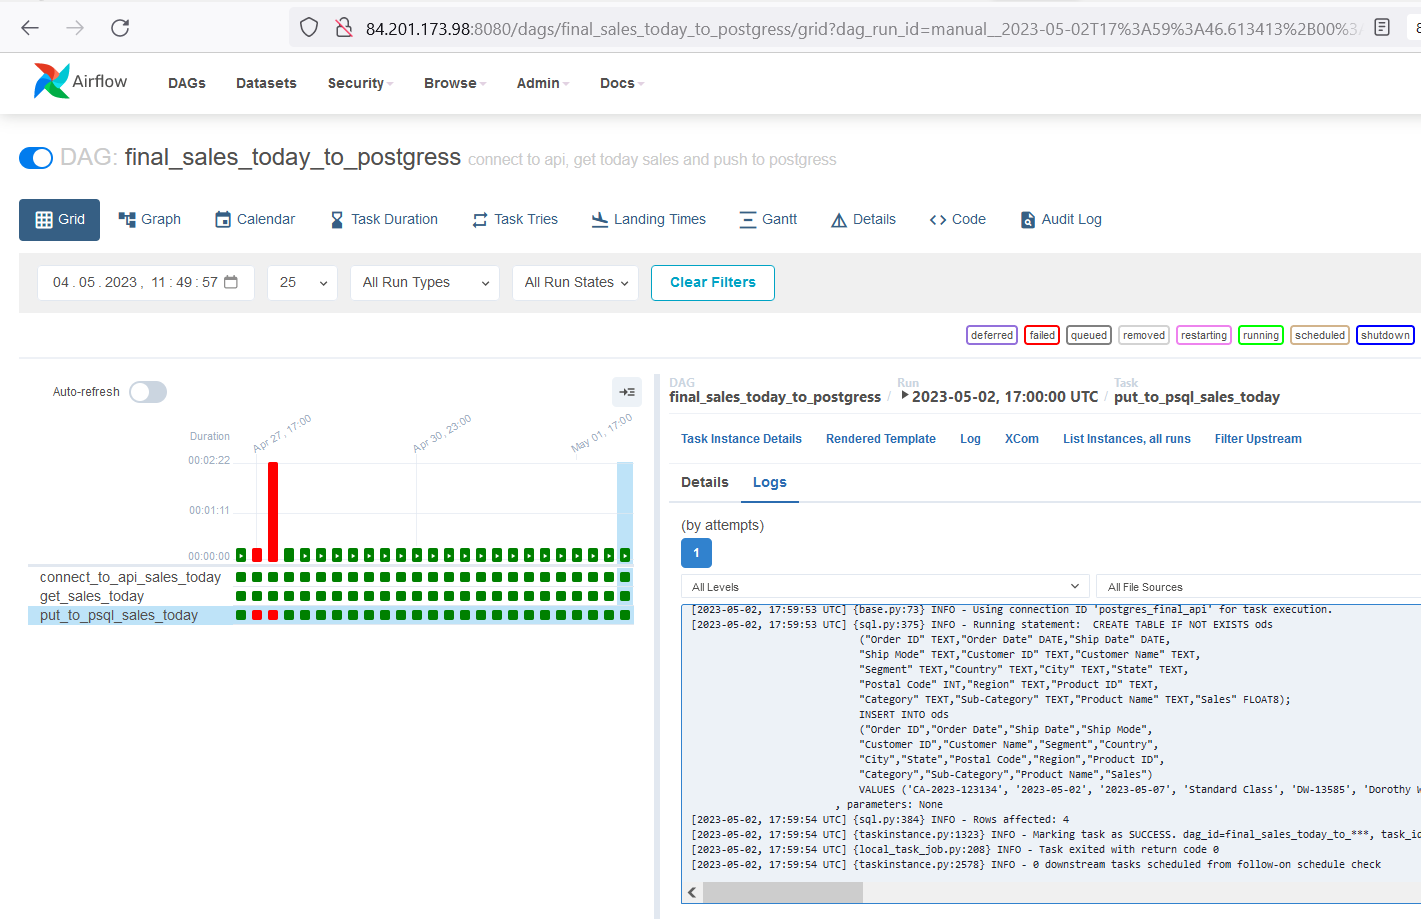 84.201.173.98:8080/dags/final_sales_today_to_postgress/grid?dag_run_id=manual__2023-05-02T17%3A59%3A46.613413%2B00%3
Airflow DAGs Datasets Security Browse Admin Docs
DAG: final_sales_today_to_postgress connect to api, get today sales and push to postgress
Grid Graph Calendar Task Duration Task Tries Landing Times Gantt Details <> Code Audit Log
04.05.2023, 11:49:57 25 All Run Types All Run States Clear Filters
deferred failed queued removed restarting running scheduled shutdown
Auto-refresh
Duration Apr 27, 17:00 Apr 30, 23:00 May 01, 17:00
00:02:22
00:01:11
00:00:00
connect_to_api_sales_today
get_sales_today
put_to_psql_sales_today
DAG Run Task
final_sales_today_to_postgress / 2023-05-02, 17:00:00 UTC / put_to_psql_sales_today
Task Instance Details Rendered Template Log XCom List Instances, all runs Filter Upstream
Details Logs
(by attempts)
1
All Levels All File Sources
[2023-05-02, 17:59:53 UTC] {base.py:73} INFO - Using connection ID 'postgres_final_api' for task execution.
[2023-05-02, 17:59:53 UTC] {sql.py:375} INFO - Running statement: CREATE TABLE IF NOT EXISTS ods
("Order ID" TEXT,"Order Date" DATE,"Ship Date" DATE,
"Ship Mode" TEXT,"Customer ID" TEXT,"Customer Name" TEXT,
"Segment" TEXT,"Country" TEXT,"City" TEXT,"State" TEXT,
"Postal Code" INT,"Region" TEXT,"Product ID" TEXT,
"Category" TEXT,"Sub-Category" TEXT,"Product Name" TEXT,"Sales" FLOAT8);
INSERT INTO ods
("Order ID","Order Date","Ship Date","Ship Mode",
"Customer ID","Customer Name","Segment","Country",
"City","State","Postal Code","Region","Product ID",
"Category","Sub-Category","Product Name","Sales")
VALUES ('CA-2023-123134', '2023-05-02', '2023-05-07', 'Standard Class', 'DW-13585', 'Dorothy
, parameters: None
[2023-05-02, 17:59:54 UTC] {sql.py:384} INFO - Rows affected: 4
[2023-05-02, 17:59:54 UTC] {taskinstance.py:1323} INFO - Marking task as SUCCESS. dag_id=final_sales_today_to_***, task_id
[2023-05-02, 17:59:54 UTC] {local_task_job.py:208} INFO - Task exited with return code 0
[2023-05-02, 17:59:54 UTC] {taskinstance.py:2578} INFO - 0 downstream tasks scheduled from follow-on schedule check